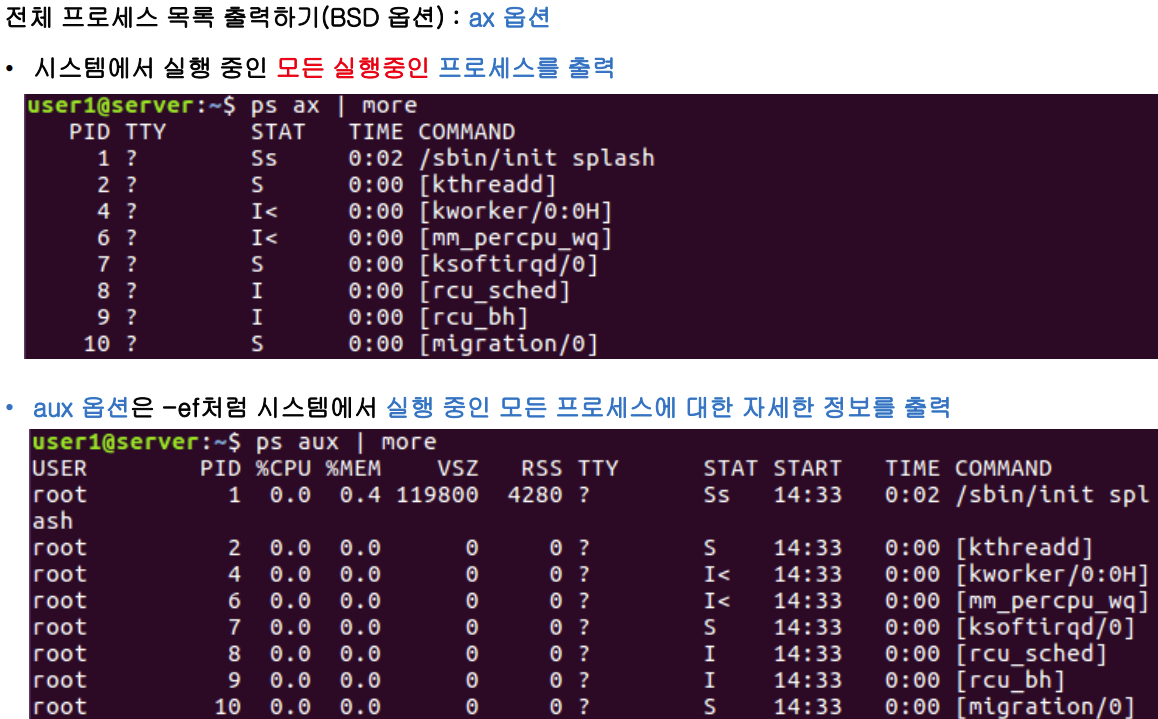 전체 프로세스 목록 출력하기(BSD 옵션) : ax 옵션
• 시스템에서 실행 중인 모든 실행중인 프로세스를 출력
user1@server:~$ ps ax | more
PID TTY STAT TIME COMMAND
1 ? Ss 0:02 /sbin/init splash
2 ? S 0:00 [kthreadd]
4 ? I< 0:00 [kworker/0:0H]
6 ? I< 0:00 [mm_percpu_wq]
7 ? S 0:00 [ksoftirqd/0]
8 ? I 0:00 [rcu_sched]
9 ? I 0:00 [rcu_bh]
10 ? S 0:00 [migration/0]
• aux 옵션은 -ef처럼 시스템에서 실행 중인 모든 프로세스에 대한 자세한 정보를 출력
user1@server:~$ ps aux | more
USER PID %CPU %MEM VSZ RSS TTY STAT START TIME COMMAND
root 1 0.0 0.4 119800 4280 ? Ss 14:33 0:02 /sbin/init spl
ash
root 2 0.0 0.0 0 0 ? S 14:33 0:00 [kthreadd]
root 4 0.0 0.0 0 0 ? I< 14:33 0:00 [kworker/0:0H]
root 6 0.0 0.0 0 0 ? I< 14:33 0:00 [mm_percpu_wq]
root 7 0.0 0.0 0 0 ? S 14:33 0:00 [ksoftirqd/0]
root 8 0.0 0.0 0 0 ? I 14:33 0:00 [rcu_sched]
root 9 0.0 0.0 0 0 ? I 14:33 0:00 [rcu_bh]
root 10 0.0 0.0 0 0 ? S 14:33 0:00 [migration/0]